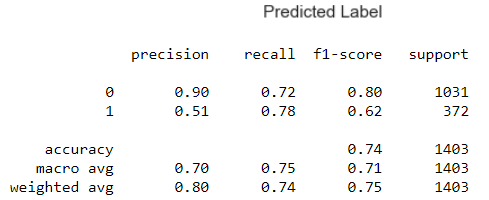 Predicted Label
precision recall f1-score support
0 0.90 0.72 0.80 1031
1 0.51 0.78 0.62 372
accuracy 0.74 1403
macro avg 0.70 0.75 0.71 1403
weighted avg 0.80 0.74 0.75 1403